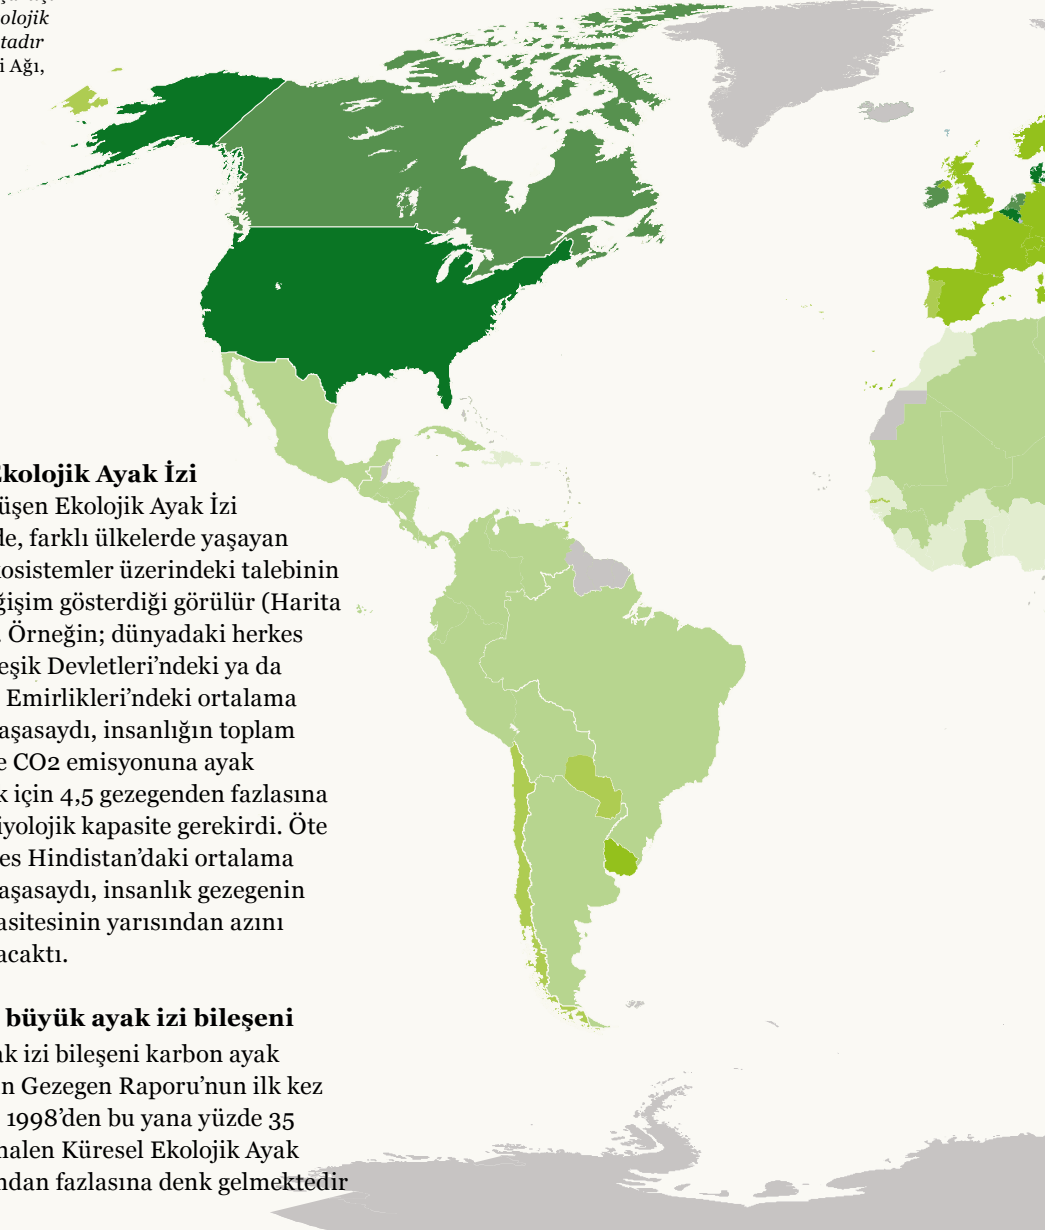 olojik
tadır
i Ağı,
Ekolojik Ayak İzi
üşen Ekolojik Ayak İzi
de, farklı ülkelerde yaşayan
kosistemler üzerindeki talebinin
ğişim gösterdiği görülür (Harita
. Örneğin; dünyadaki herkes
eşik Devletleri’ndeki ya da
Emirlikleri’ndeki ortalama
aşasaydı, insanlığın toplam
e CO2 emisyonuna ayak
k için 4,5 gezegenden fazlasına
iyolojik kapasite gerekirdi. Öte
es Hindistan’daki ortalama
aşasaydı, insanlık gezegenin
asitesinin yarısından azını
acaktı.
büyük ayak izi bileşeni
ak izi bileşeni karbon ayak
n Gezegen Raporu’nun ilk kez
1998’den bu yana yüzde 35
nalen Küresel Ekolojik Ayak
ndan fazlasına denk gelmektedir